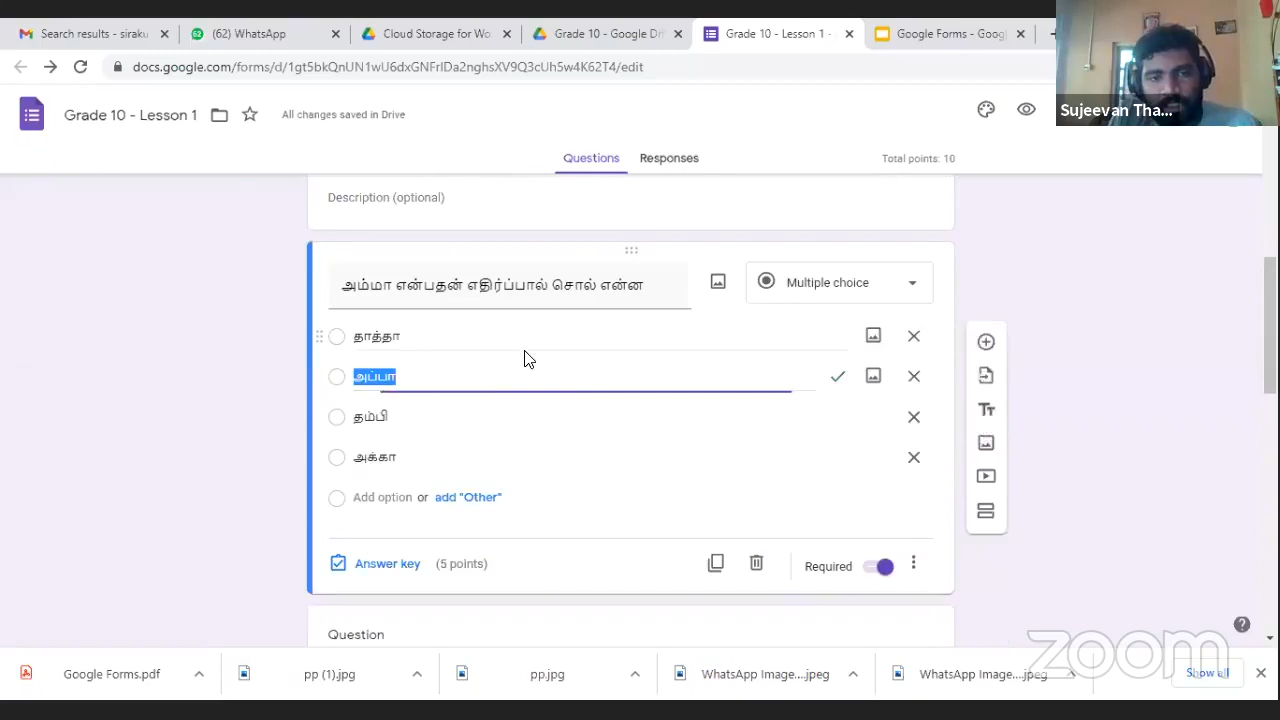 Search results - siraku
(62) WhatsApp
Cloud Storage for Wo
Grade 10 - Google Dri
Grade 10 - Lesson 1 -
Google Forms - Goog
docs.google.com/forms/d/1gt5bkQnUN1wU6dxGNFrIDa2nghsXV9Q3cUh5w4K62T4/edit
Sujeevan Tha...
Grade 10 - Lesson 1
All changes saved in Drive
Questions
Responses
Total points: 10
Description (optional)
அம்மா என்பதன் எதிர்ப்பால் சொல் என்ன
Multiple choice
தாத்தா
அப்பா
தம்பி
அக்கா
Add option or add "Other"
Answer key (5 points)
Required
Question
zoom
Google Forms.pdf
pp (1).jpg
pp.jpg
WhatsApp Image....jpeg
WhatsApp Image....jpeg
Show all